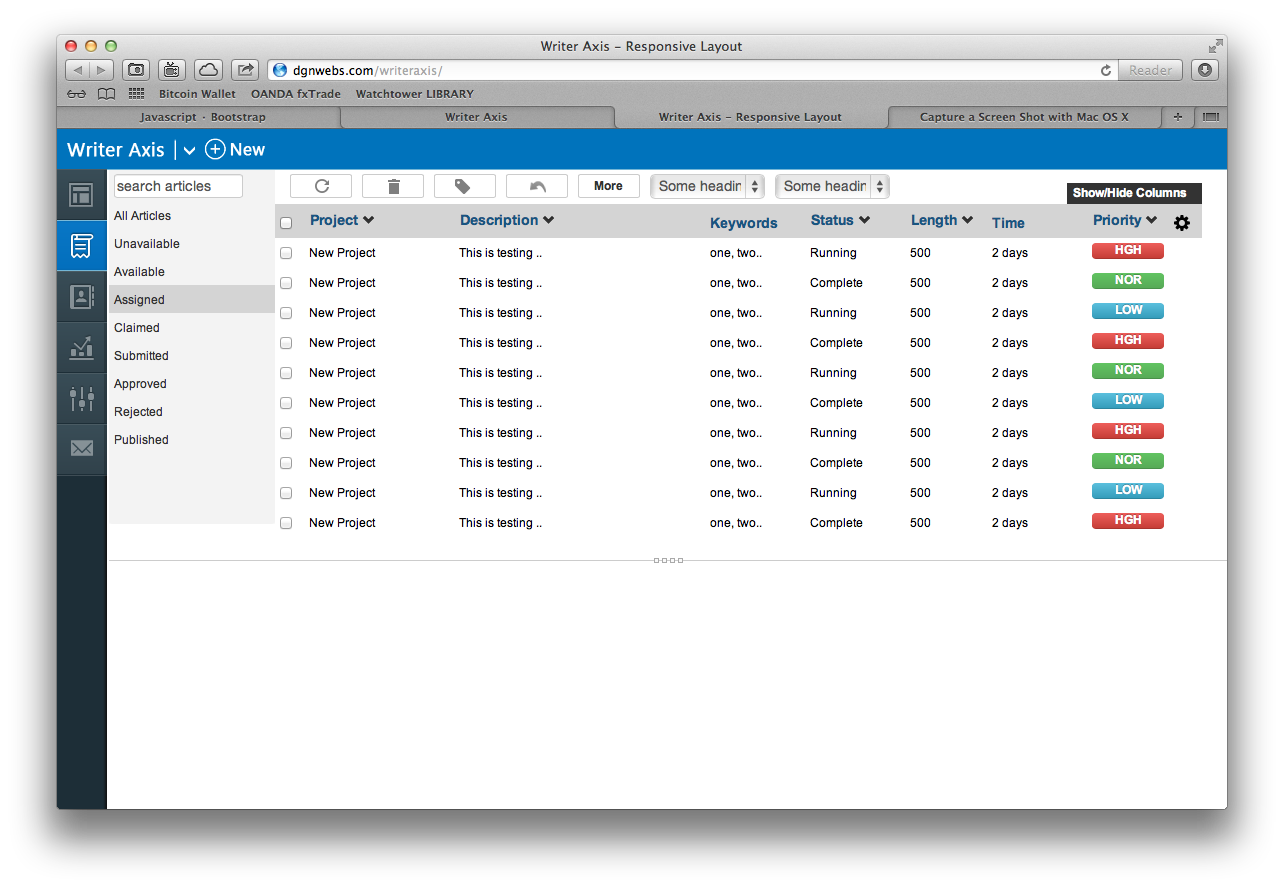 Writer Axis – Responsive Layout
dgnwebs.com/writeraxis/
Reader
Bitcoin Wallet OANDA fxTrade Watchtower LIBRARY
Javascript · Bootstrap Writer Axis Writer Axis – Responsive Layout Capture a Screen Shot with Mac OS X
Writer Axis New
search articles
All Articles
Unavailable
Available
Assigned
Claimed
Submitted
Approved
Rejected
Published
More Some headin Some headin
Show/Hide Columns
Project Description Keywords Status Length Time Priority
New Project This is testing .. one, two.. Running 500 2 days HGH
New Project This is testing .. one, two.. Complete 500 2 days NOR
New Project This is testing .. one, two.. Running 500 2 days LOW
New Project This is testing .. one, two.. Complete 500 2 days HGH
New Project This is testing .. one, two.. Running 500 2 days NOR
New Project This is testing .. one, two.. Complete 500 2 days LOW
New Project This is testing .. one, two.. Running 500 2 days HGH
New Project This is testing .. one, two.. Complete 500 2 days NOR
New Project This is testing .. one, two.. Running 500 2 days LOW
New Project This is testing .. one, two.. Complete 500 2 days HGH